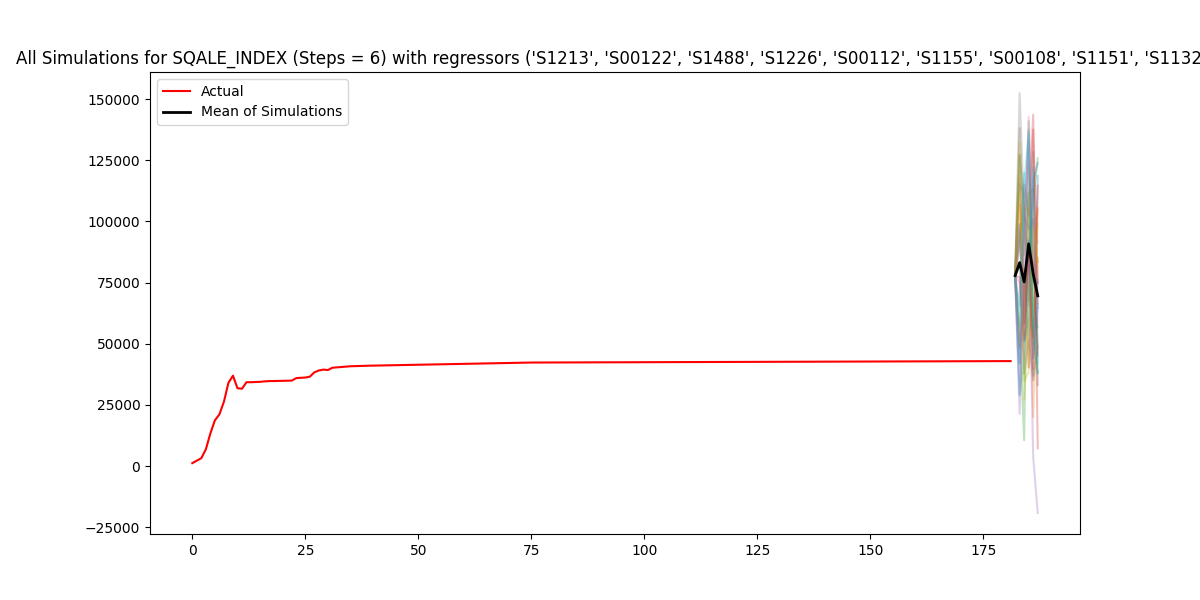 All Simulations for SQALE_INDEX (Steps = 6) with regressors ('S1213', 'S00122', 'S1488', 'S1226', 'S00112', 'S1155', 'S00108', 'S1151', 'S1132
Actual
Mean of Simulations
150000
125000
100000
75000
50000
25000
0
−25000
0 25 50 75 100 125 150 175